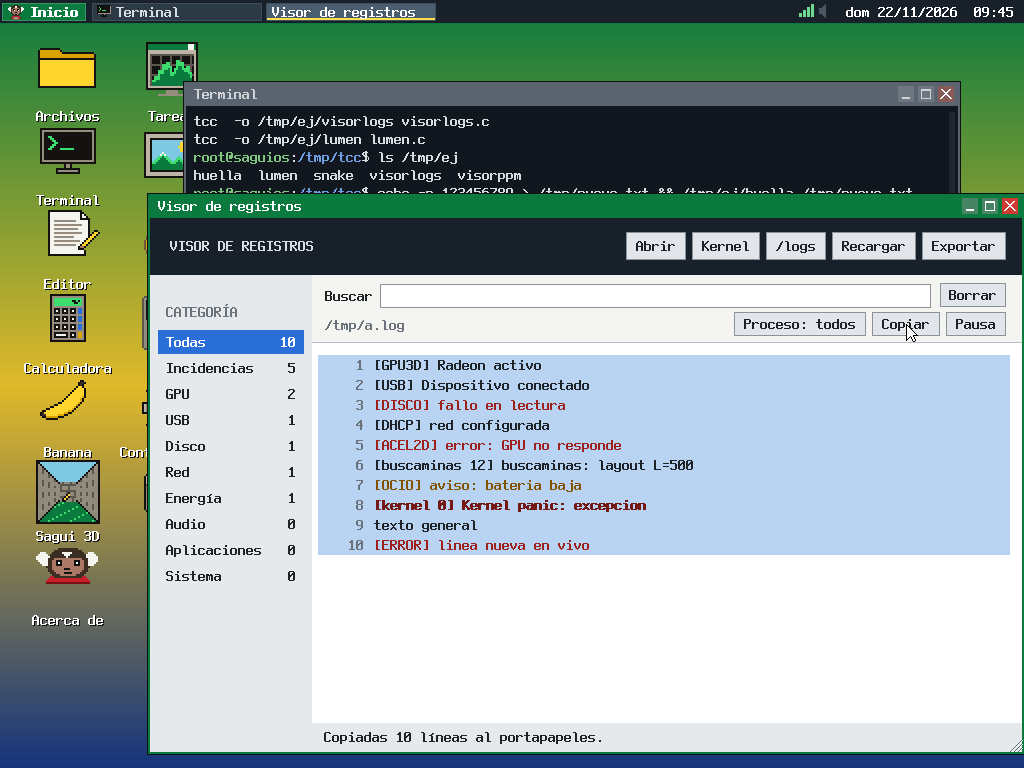 Inicio
Terminal
Visor de registros
dom 22/11/2026
09:45
Archivos
Terminal
Editor
Calculadora
Banana
Sagui 3D
Acerca de
Terminal
tcc  -o /tmp/ej/visorlogs visorlogs.c
tcc  -o /tmp/ej/lumen lumen.c
root@saguios:/tmp/tcc$ ls /tmp/ej
huella  lumen  snake  visorlogs  visorppm
Visor de registros
VISOR DE REGISTROS
Abrir
Kernel
/logs
Recargar
Exportar
CATEGORÍA
Todas 10
Incidencias 5
GPU 2
USB 1
Disco 1
Red 1
Energía 1
Audio 0
Aplicaciones 0
Sistema 0
Buscar
Borrar
/tmp/a.log
Proceso: todos
Copiar
Pausa
1 [GPU3D] Radeon activo
2 [USB] Dispositivo conectado
3 [DISCO] fallo en lectura
4 [DHCP] red configurada
5 [ACEL2D] error: GPU no responde
6 [buscaminas 12] buscaminas: layout L=500
7 [OCIO] aviso: bateria baja
8 [kernel 0] Kernel panic: excepcion
9 texto general
10 [ERROR] linea nueva en vivo
Copiadas 10 líneas al portapapeles.